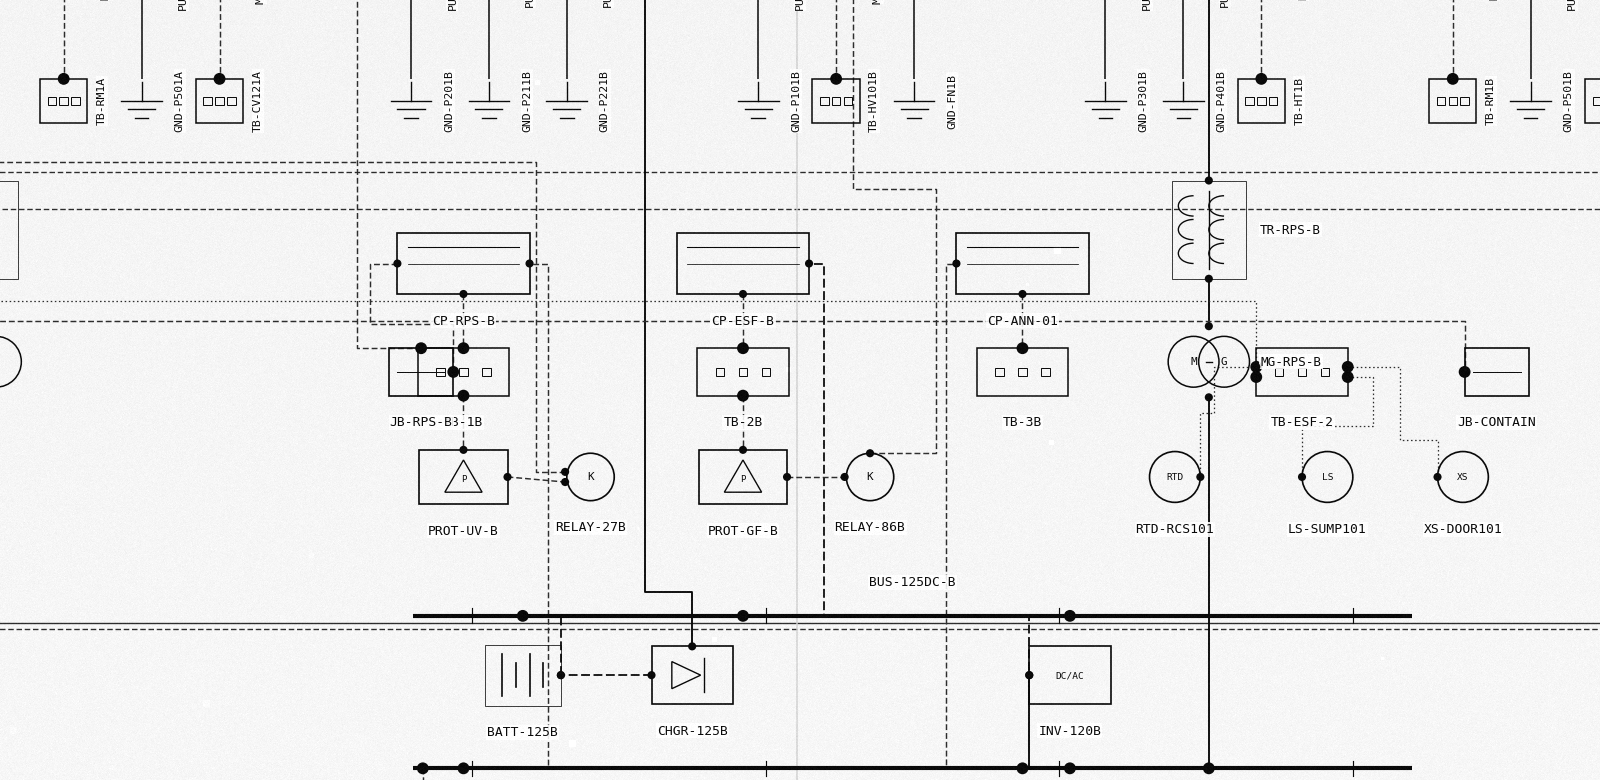 TB-RM1A
GND-P501A
TB-CV121A
GND-P201B
GND-P211B
GND-P221B
GND-P101B
TB-HV101B
GND-FN1B
GND-P301B
GND-P401B
TB-HT1B
TB-RM1B
GND-P501B
TR-RPS-B
CP-RPS-B
CP-ESF-B
CP-ANN-01
M
G
MG-RPS-B
JB-RPS-B
-1B
TB-2B
TB-3B
TB-ESF-2
JB-CONTAIN
P
K
P
K
RTD
LS
XS
PROT-UV-B
RELAY-27B
PROT-GF-B
RELAY-86B
RTD-RCS101
LS-SUMP101
XS-DOOR101
BUS-125DC-B
DC/AC
BATT-125B
CHGR-125B
INV-120B